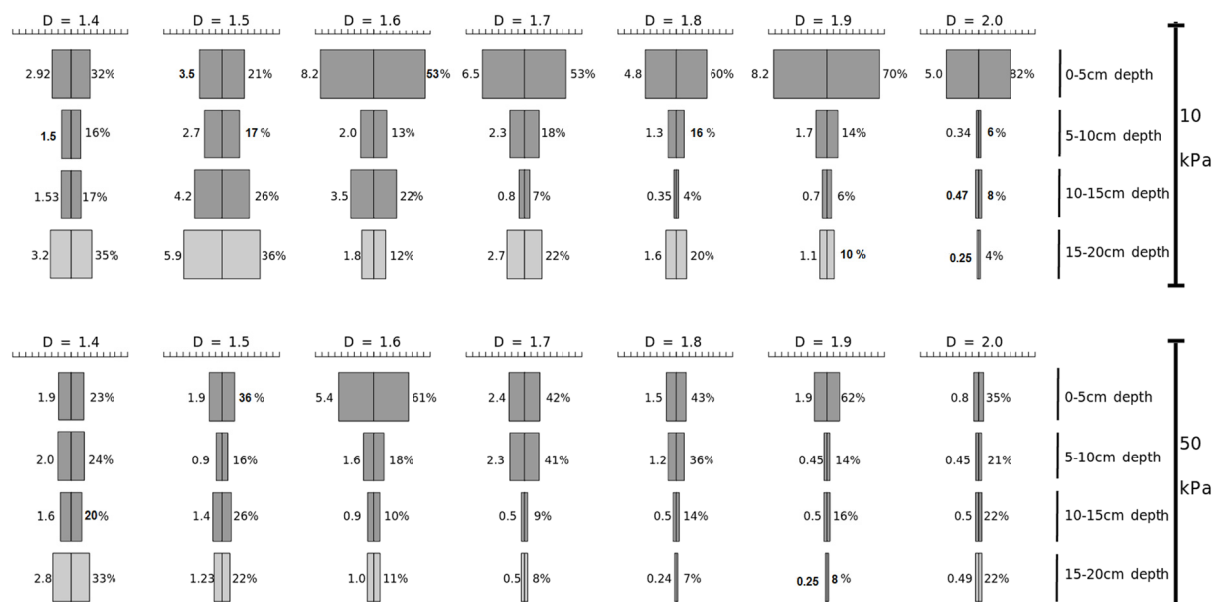 D = 1.4 D = 1.5 D = 1.6 D = 1.7 D = 1.8 D = 1.9 D = 2.0
2.92 32% 3.5 21% 8.2 53% 6.5 53% 4.8 60% 8.2 70% 5.0 82% 0-5cm depth
1.5 16% 2.7 17 % 2.0 13% 2.3 18% 1.3 16 % 1.7 14% 0.34 6 % 5-10cm depth
10
kPa
1.53 17% 4.2 26% 3.5 22% 0.8 7% 0.35 4% 0.7 6% 0.47 8 % 10-15cm depth
3.2 35% 5.9 36% 1.8 12% 2.7 22% 1.6 20% 1.1 10 % 0.25 4% 15-20cm depth
D = 1.4 D = 1.5 D = 1.6 D = 1.7 D = 1.8 D = 1.9 D = 2.0
1.9 23% 1.9 36 % 5.4 61% 2.4 42% 1.5 43% 1.9 62% 0.8 35% 0-5cm depth
2.0 24% 0.9 16% 1.6 18% 2.3 41% 1.2 36% 0.45 14% 0.45 21% 5-10cm depth
50
kPa
1.6 20% 1.4 26% 0.9 10% 0.5 9% 0.5 14% 0.5 16% 0.5 22% 10-15cm depth
2.8 33% 1.23 22% 1.0 11% 0.5 8% 0.24 7% 0.25 8 % 0.49 22% 15-20cm depth